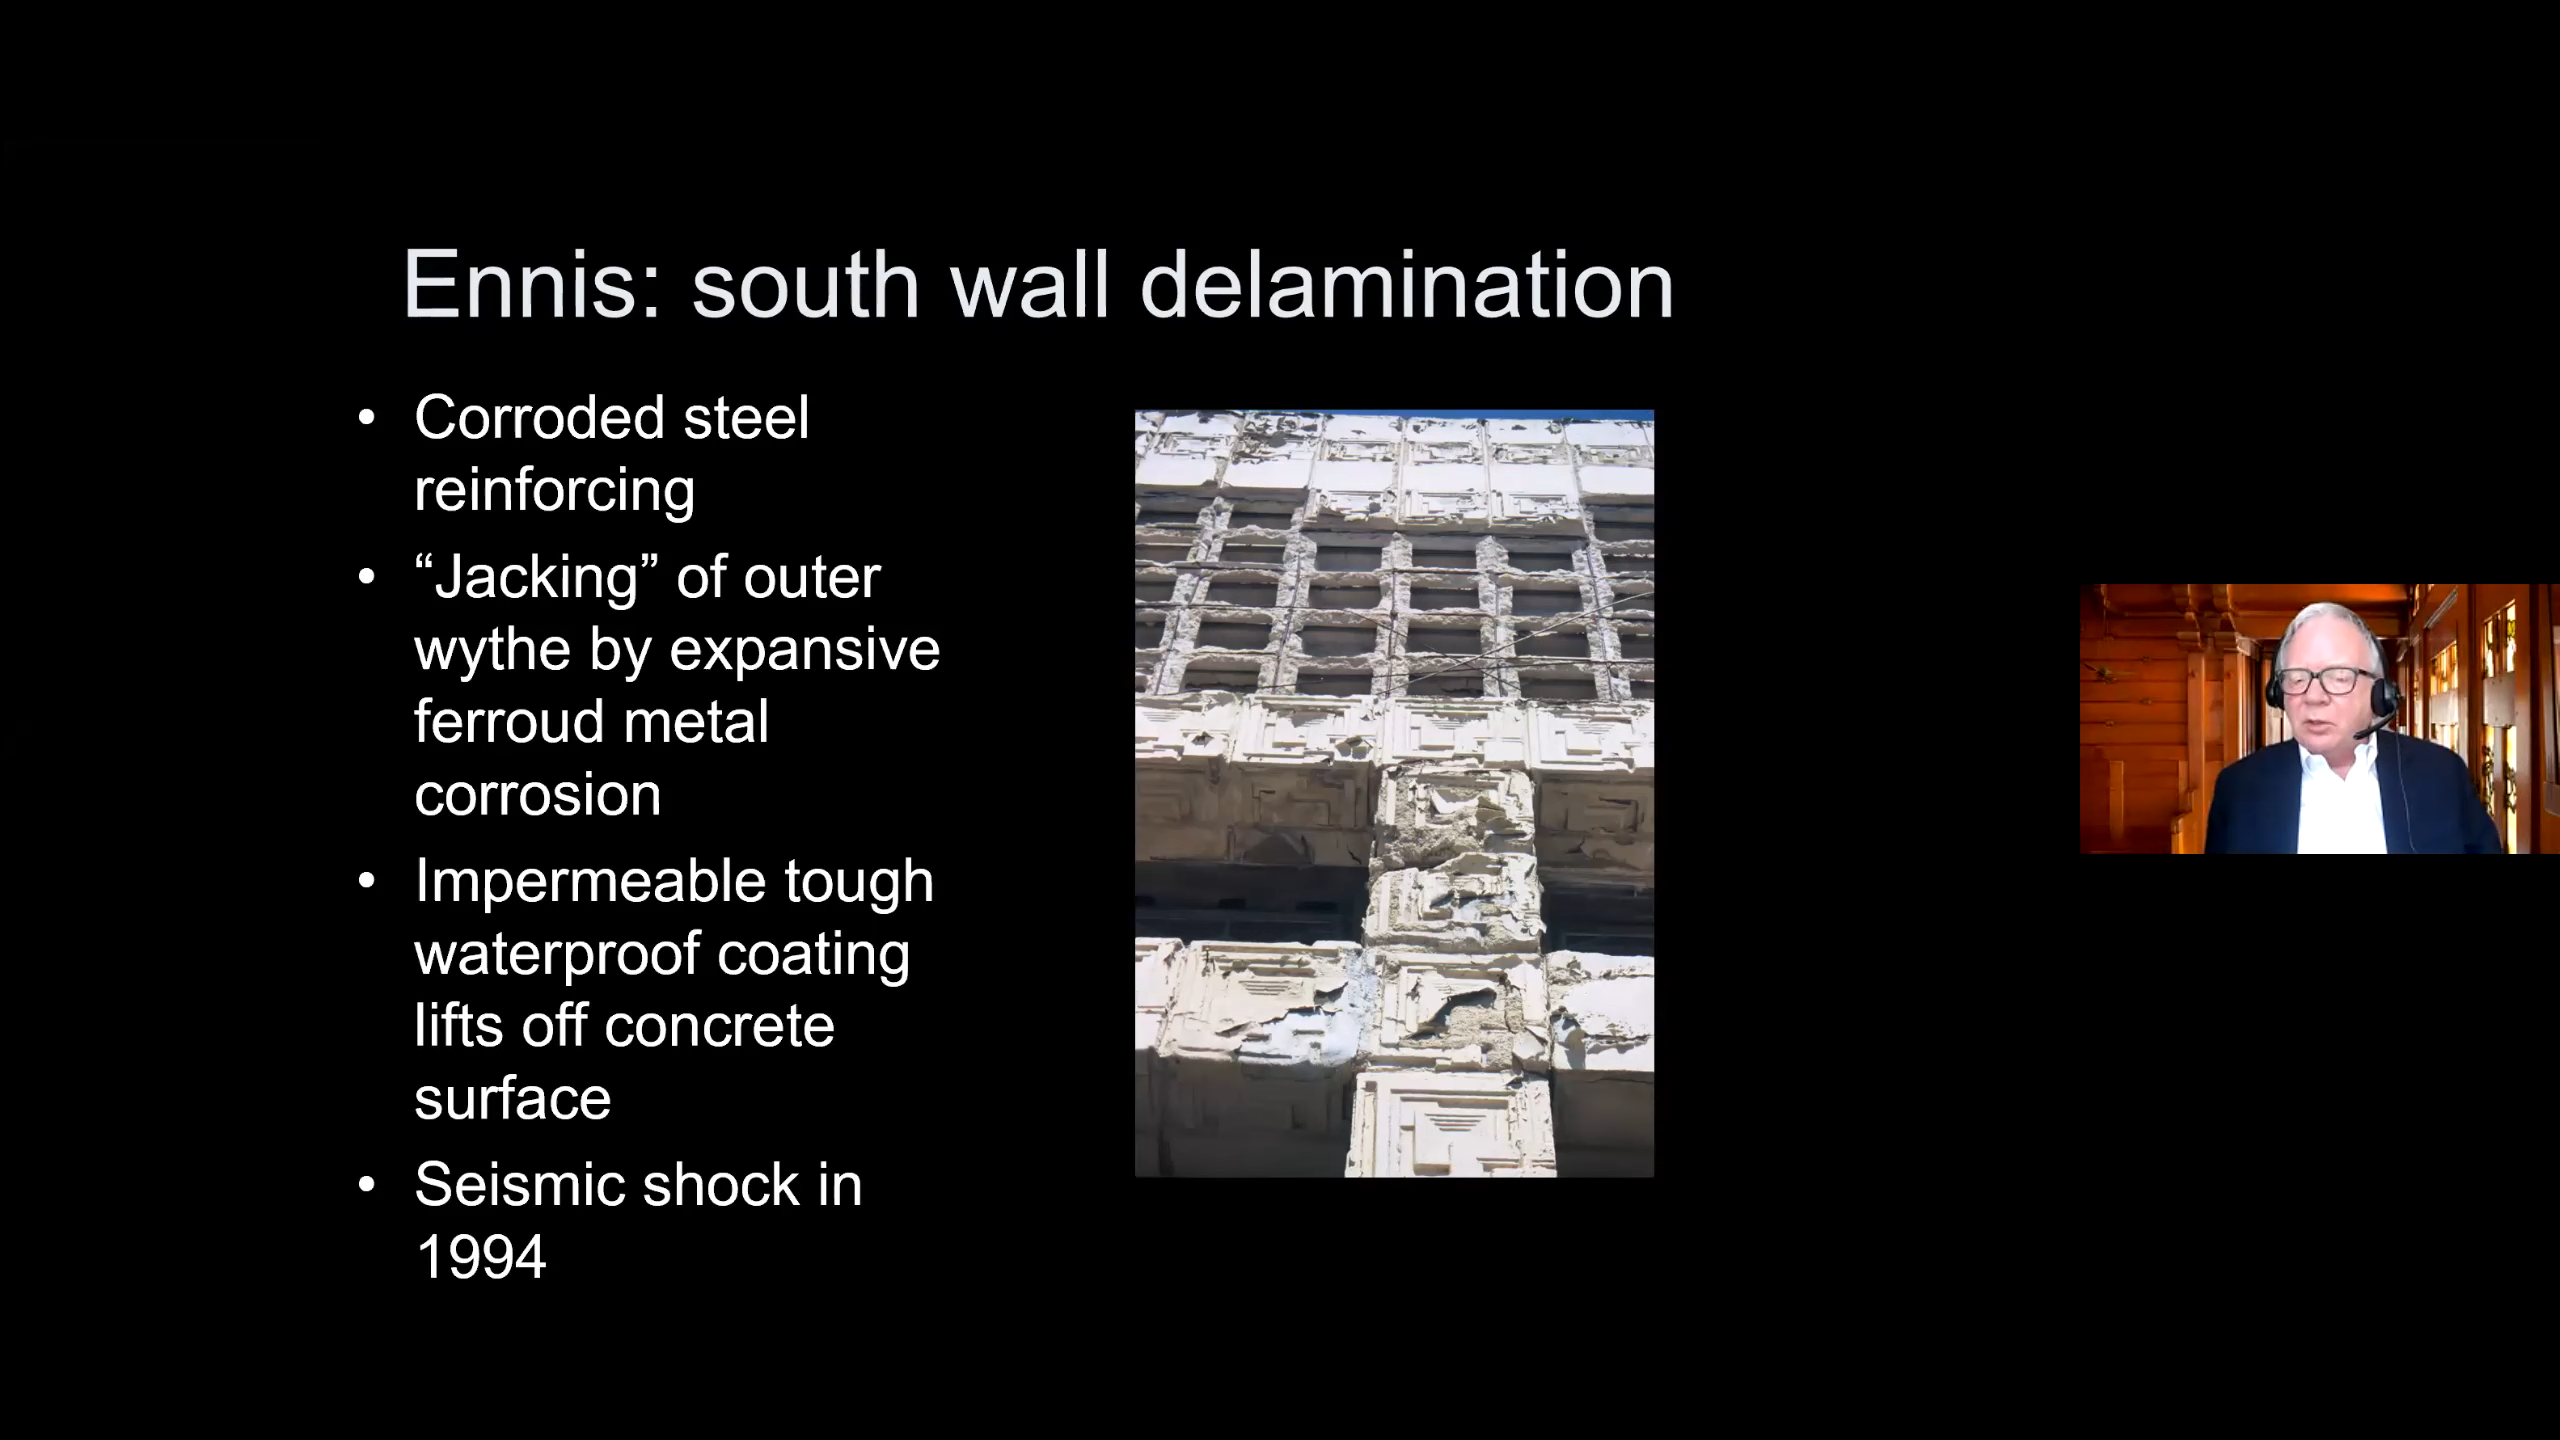 Ennis: south wall delamination
• Corroded steel
reinforcing
• “Jacking” of outer
wythe by expansive
ferroud metal
corrosion
• Impermeable tough
waterproof coating
lifts off concrete
surface
• Seismic shock in
1994